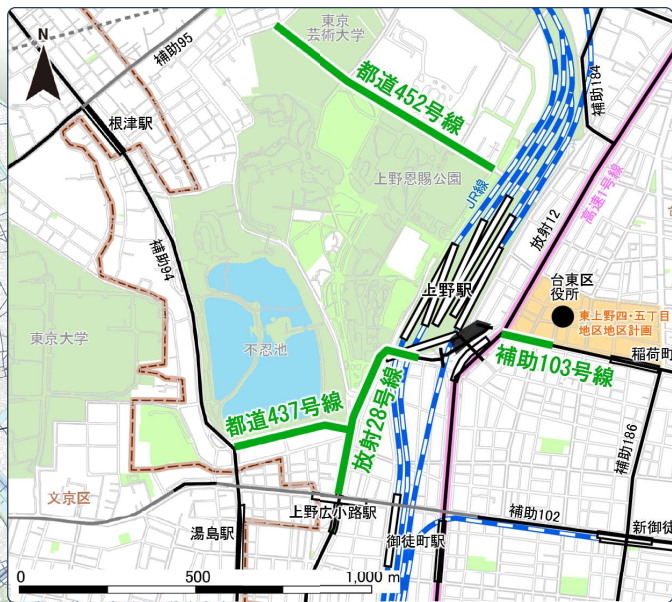 東京
芸術大学
N
補助95
都道452号線
補助184
根津駅
上野恩賜公園
JR線
高速1号線
放射12
補助94
上野駅
台東区
役所
東上野四・五丁目
地区地区計画
東京大学
不忍池
稲荷町
補助103号線
都道437号線
放射28号線
補助186
文京区
上野広小路駅
湯島駅
御徒町駅
補助102
新御徒
0 500 1,000 m